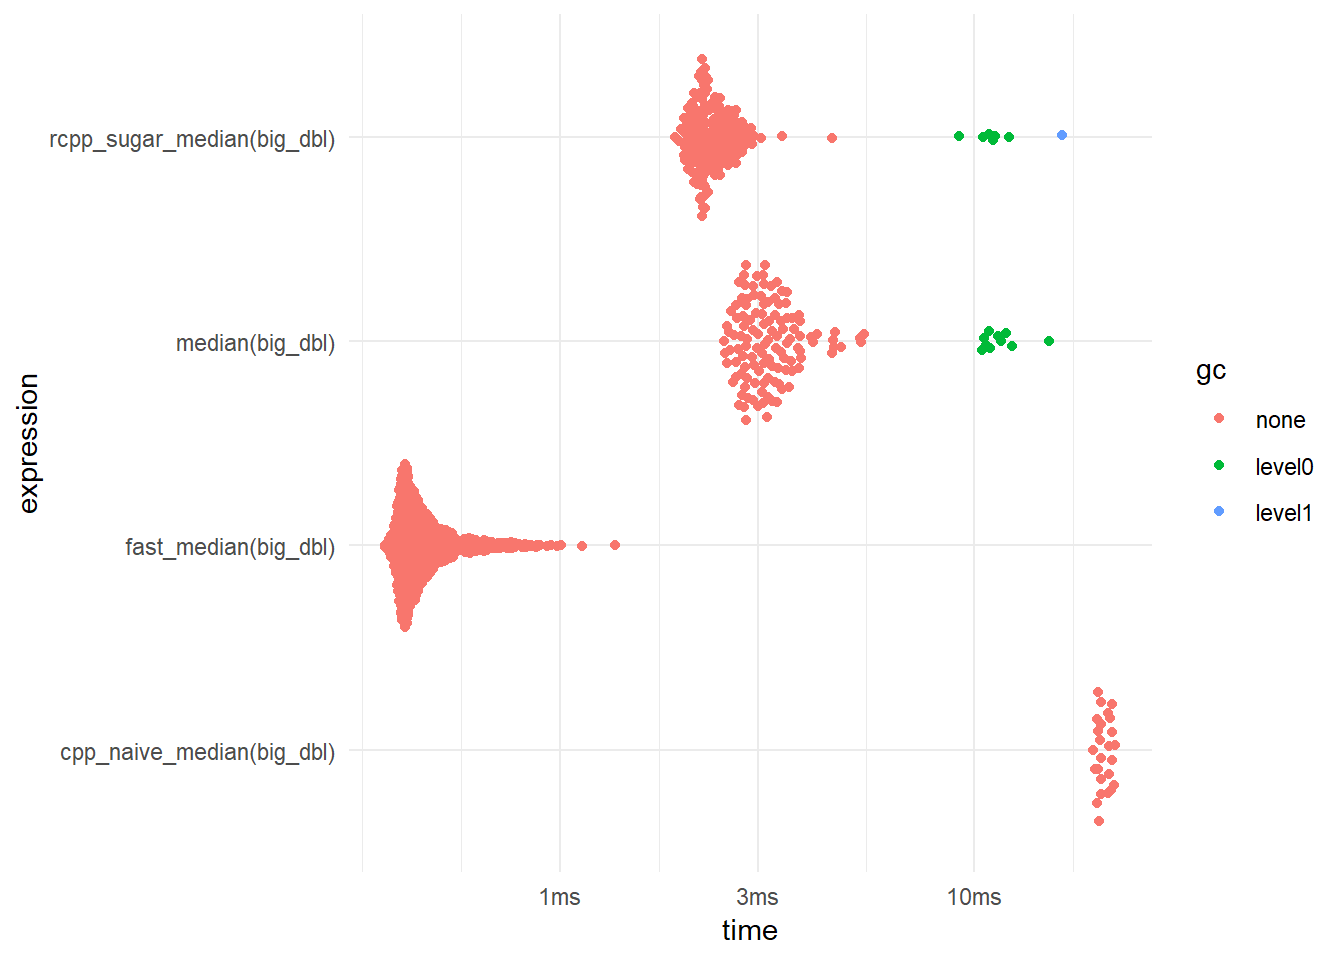 rcpp_sugar_median(big_dbl)
median(big_dbl)
fast_median(big_dbl)
cpp_naive_median(big_dbl)
expression
1ms
3ms
10ms
time
gc
none
level0
level1